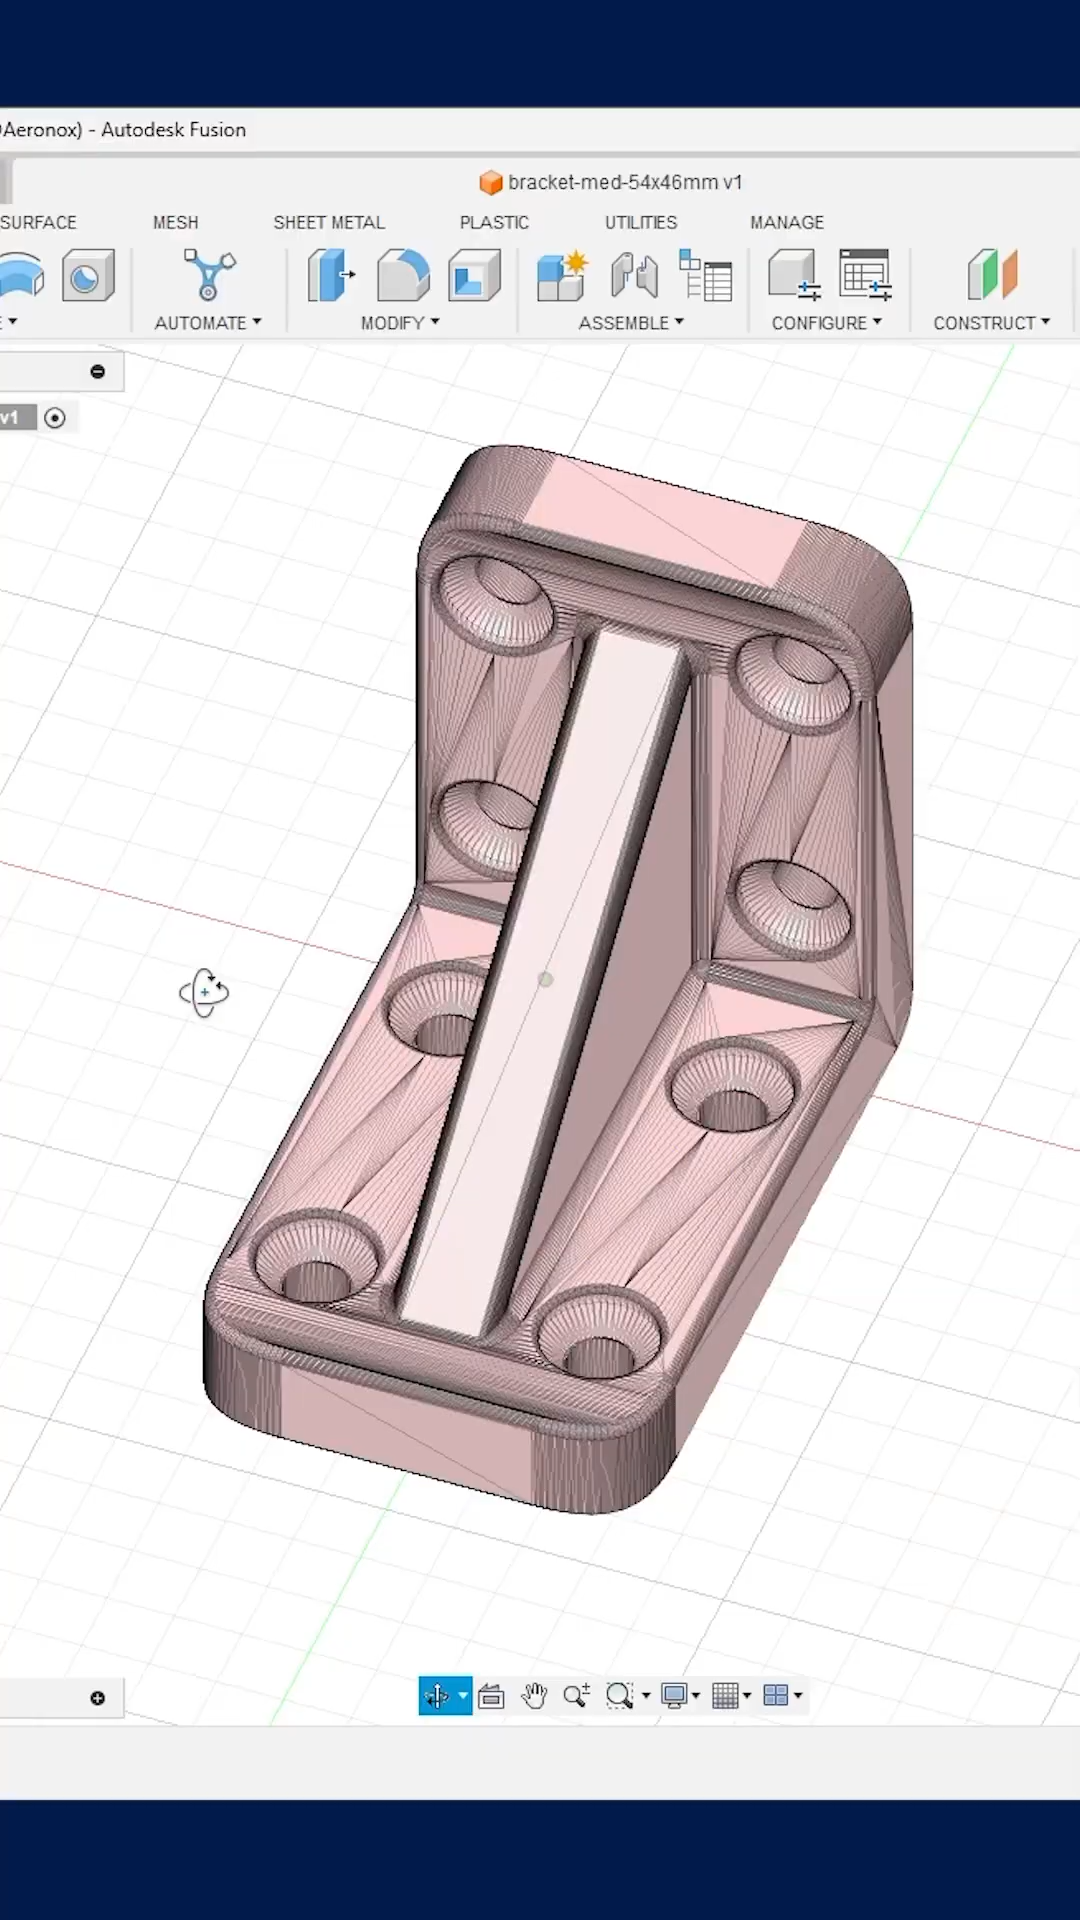 Aeronox) - Autodesk Fusion
bracket-med-54x46mm v1
SURFACE MESH SHEET METAL PLASTIC UTILITIES MANAGE
AUTOMATE MODIFY ASSEMBLE CONFIGURE CONSTRUCT
v1